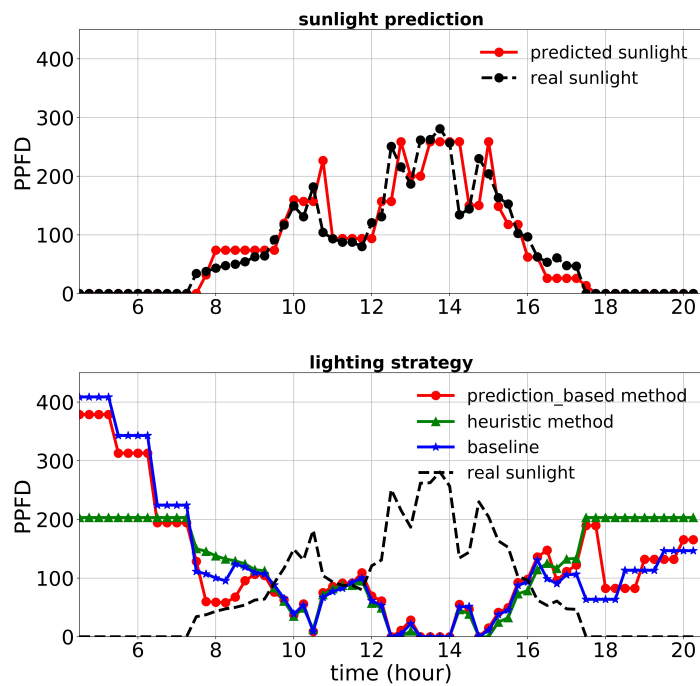 sunlight prediction
PPFD
400
300
200
100
0
predicted sunlight
real sunlight
6 8 10 12 14 16 18 20
lighting strategy
PPFD
400
300
200
100
0
prediction_based method
heuristic method
baseline
real sunlight
6 8 10 12 14 16 18 20
time (hour)